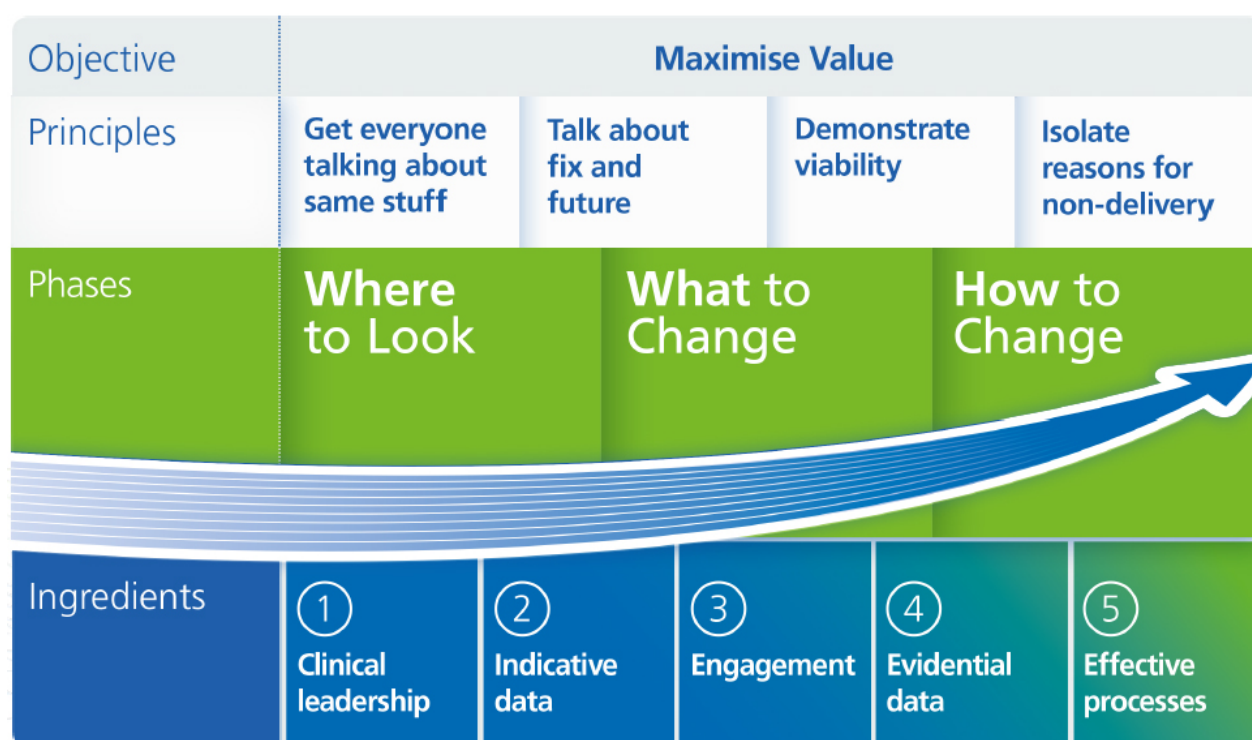 Objective
Maximise Value
Principles
Get everyone
talking about
same stuff
Talk about
fix and
future
Demonstrate
viability
Isolate
reasons for
non-delivery
Phases
Where
to Look
What to
Change
How to
Change
Ingredients
1
Clinical
leadership
2
Indicative
data
3
Engagement
4
Evidential
data
5
Effective
processes